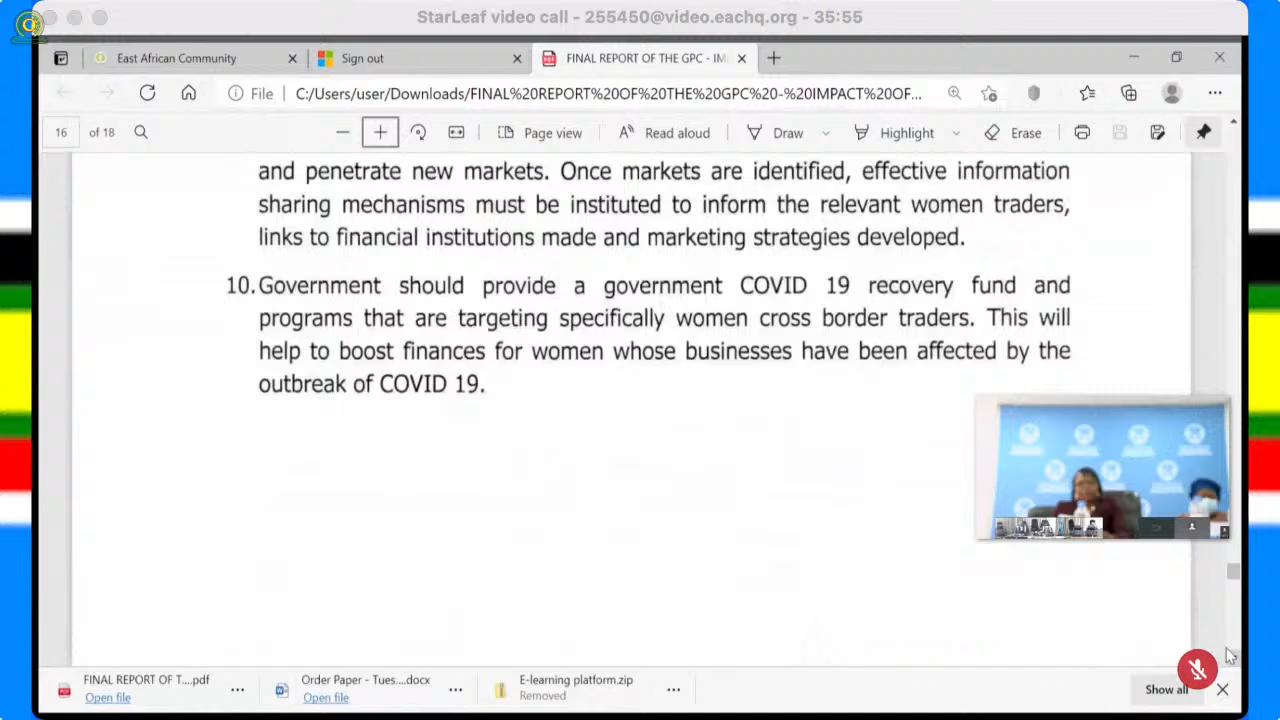 StarLeaf video call - 255450@video.eachq.org - 35:55
East African Community
Sign out
FINAL REPORT OF THE GPC - IM
File C:/Users/user/Downloads/FINAL%20REPORT%20OF%20THE%20GPC%20-%20IMPACT%20OF...
16 of 18 Page view Read aloud Draw Highlight Erase
and penetrate new markets. Once markets are identified, effective information
sharing mechanisms must be instituted to inform the relevant women traders,
links to financial institutions made and marketing strategies developed.
10. Government should provide a government COVID 19 recovery fund and
programs that are targeting specifically women cross border traders. This will
help to boost finances for women whose businesses have been affected by the
outbreak of COVID 19.
FINAL REPORT OF T....pdf
Open file
Order Paper - Tues....docx
Open file
E-learning platform.zip
Removed
Show all